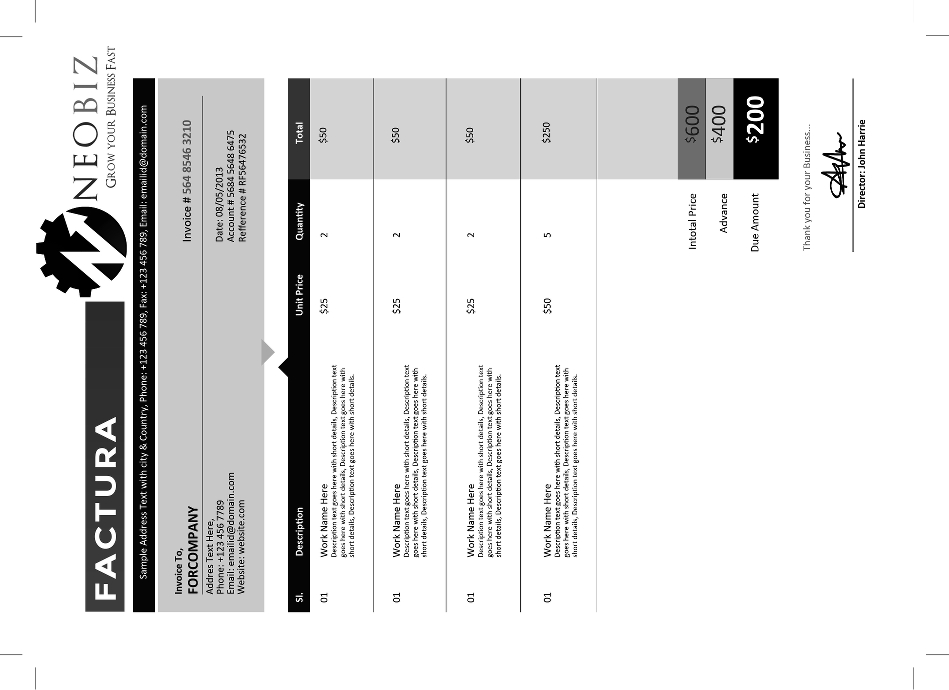 FACTURA
NEOBIZ
GROW YOUR BUSINESS FAST
Sample Address Text with city & Country, Phone: +123 456 789, Fax: +123 456 789, Email: emailid@domain.com
Invoice To,
FORCOMPANY
Addres Text Here,
Phone: +123 456 7789
Email: emailid@domain.com
Website: website.com
Invoice # 564 8546 3210
Date: 08/05/2013
Account # 5684 5648 6475
Refference # RF56476532
Sl. Description Unit Price Quantity Total
01 Work Name Here $25 2 $50
Description text goes here with short details, Description text
goes here with short details, Description text goes here with
short details, Description text goes here with short details.
01 Work Name Here $25 2 $50
Description text goes here with short details, Description text
goes here with short details, Description text goes here with
short details, Description text goes here with short details.
01 Work Name Here $25 2 $50
Description text goes here with short details, Description text
goes here with short details, Description text goes here with
short details, Description text goes here with short details.
01 Work Name Here $50 5 $250
Description text goes here with short details, Description text
goes here with short details, Description text goes here with
short details, Description text goes here with short details.
Intotal Price $600
Advance $400
Due Amount $200
Thank you for your Business...
Director: John Harrie